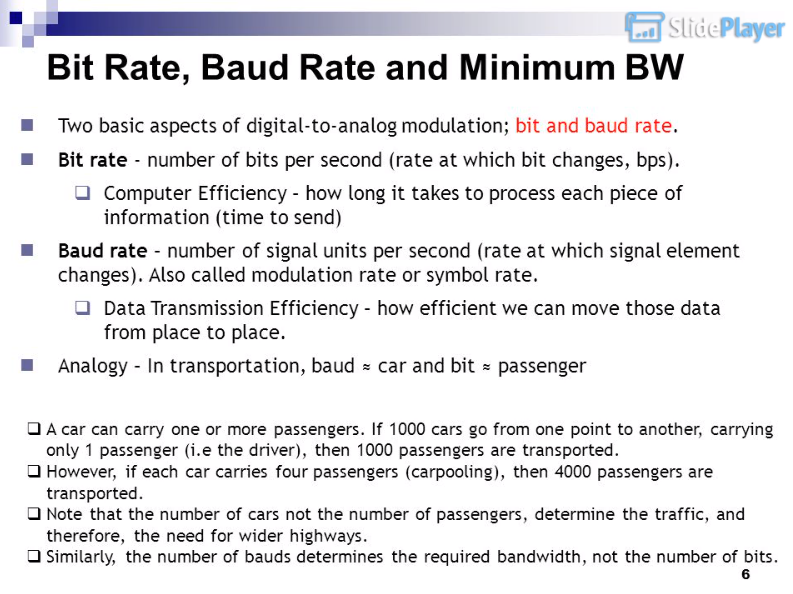 SlidePlayer
Bit Rate, Baud Rate and Minimum BW
Two basic aspects of digital-to-analog modulation; bit and baud rate.
Bit rate - number of bits per second (rate at which bit changes, bps).
Computer Efficiency – how long it takes to process each piece of
information (time to send)
Baud rate – number of signal units per second (rate at which signal element
changes). Also called modulation rate or symbol rate.
Data Transmission Efficiency – how efficient we can move those data
from place to place.
Analogy – In transportation, baud ≈ car and bit ≈ passenger
A car can carry one or more passengers. If 1000 cars go from one point to another, carrying
only 1 passenger (i.e the driver), then 1000 passengers are transported.
However, if each car carries four passengers (carpooling), then 4000 passengers are
transported.
Note that the number of cars not the number of passengers, determine the traffic, and
therefore, the need for wider highways.
Similarly, the number of bauds determines the required bandwidth, not the number of bits.
6